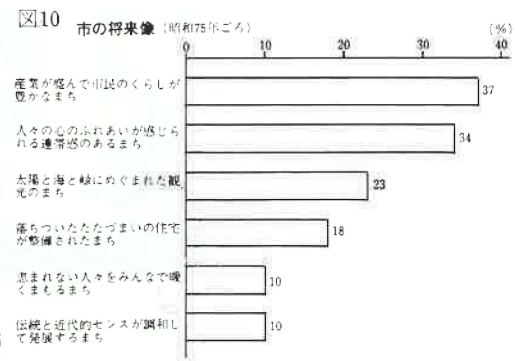 図10
市の将来像(昭和75年ごろ)
(%)
0 10 20 30 40
産業が盛んで市民のくらしが
豊かなまち
37
人々の心のふれあいが感じら
れる連帯感のあるまち
34
太陽と海と緑にめぐまれた観
光のまち
23
落ちついたたたづまいの住宅
が整備されたまち
18
恵まれない人々をみんなで暖
くまもるまち
10
伝統と近代的センスが調和し
て発展するまち
10